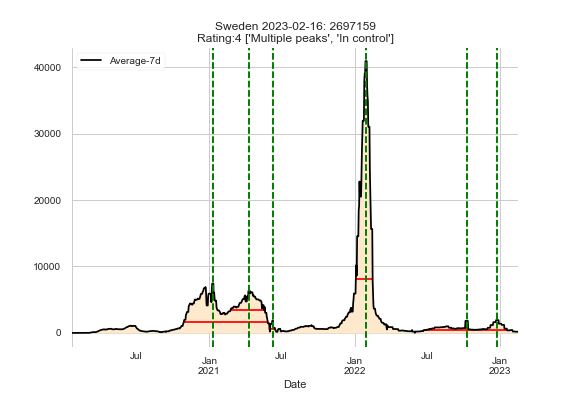 Sweden 2023-02-16: 2697159
Rating:4 ['Multiple peaks', 'In control']
Average-7d
40000
30000
20000
10000
0
Jul
Jan
2021
Jul
Jan
2022
Jul
Jan
2023
Date